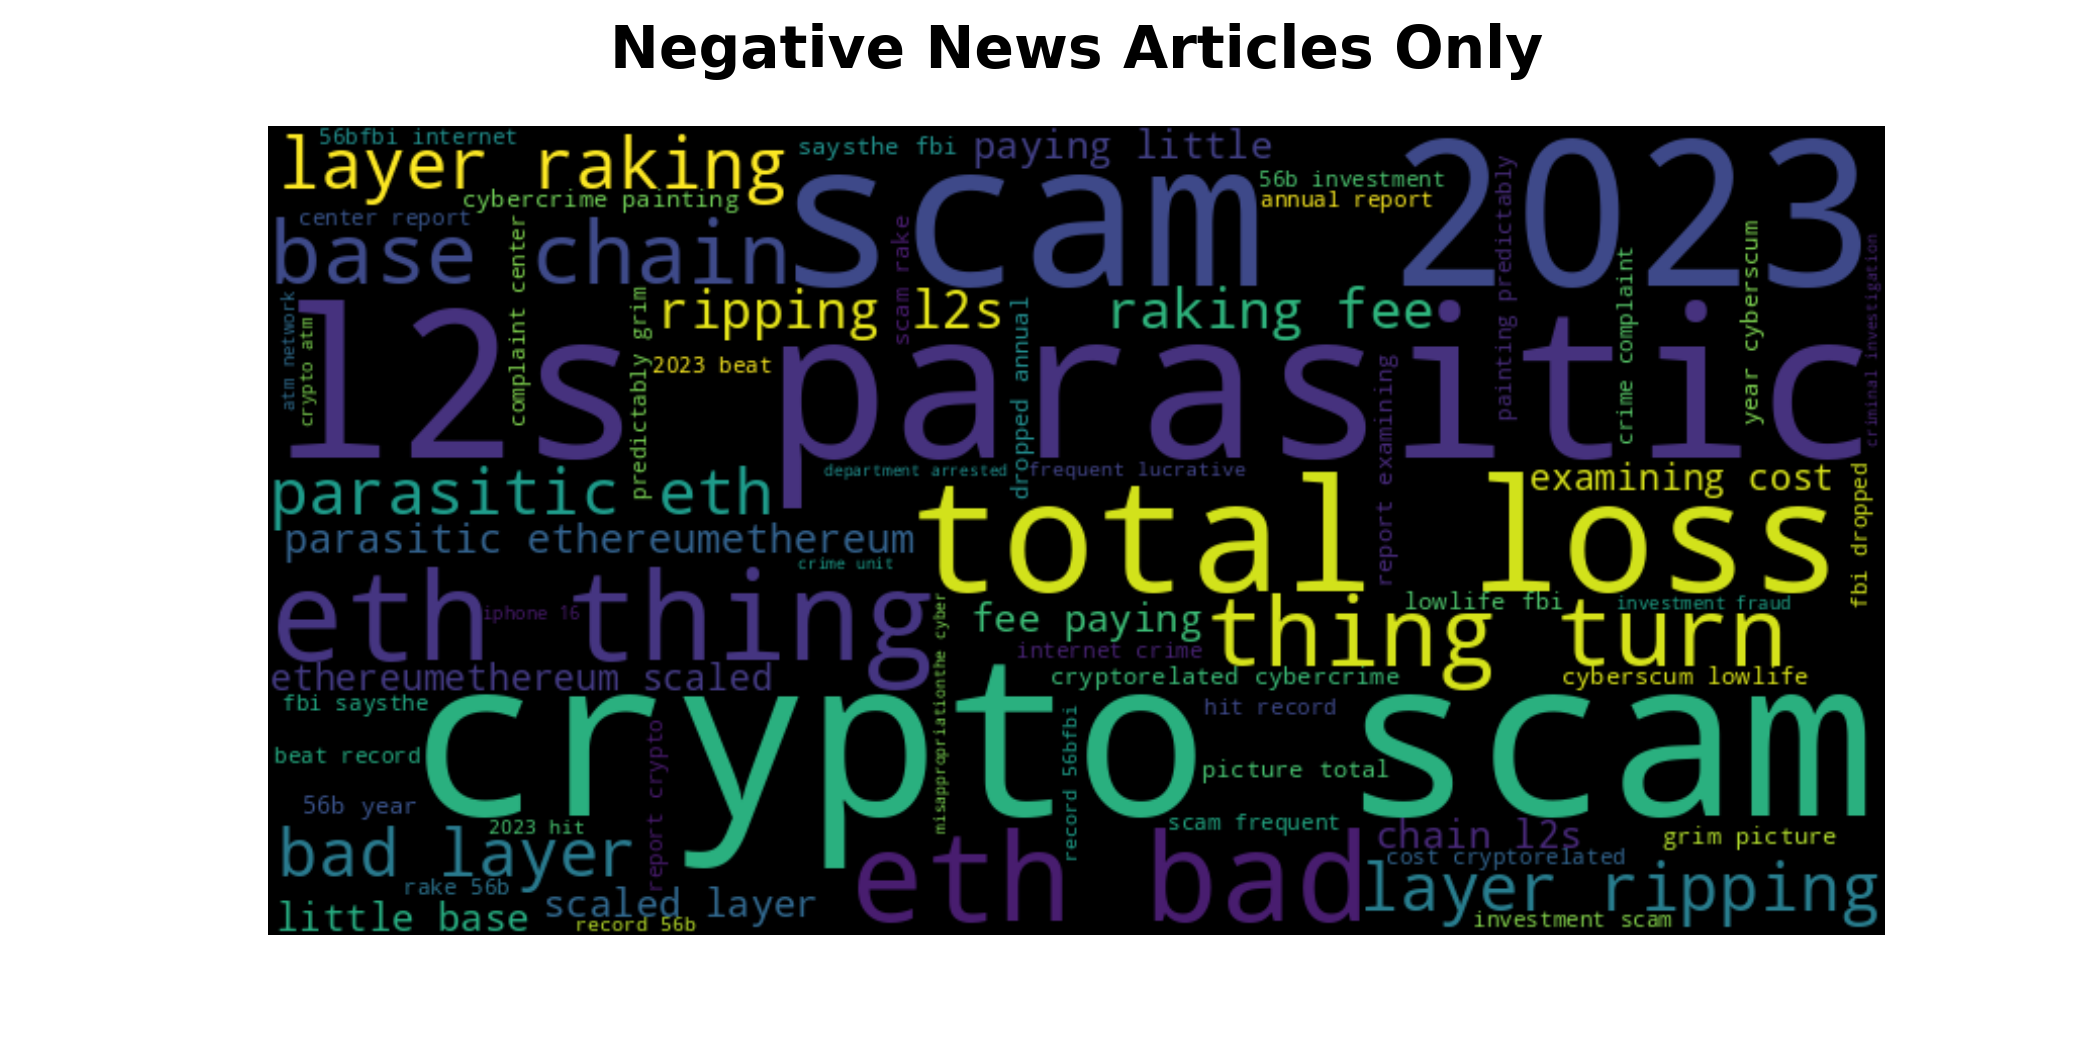 Negative News Articles Only
56bfbi internet
layer raking
saysthe fbi
paying little
scam 2023
56b investment
annual report
cybercrime painting
center report
base chain
complaint center
scam rake
painting predictably
crime complaint
year cyberscum
criminal investigation
atm network
crypto atm
l2s parasitic
predictably grim
ripping l2s
2023 beat
dropped annual
raking fee
report examining
parasitic eth
department arrested
frequent lucrative
examining cost
fbi dropped
total loss
parasitic ethereumethereum
crime unit
eth thing
iphone 16
misappropriationthe cyber
fee paying
lowlife fbi
investment fraud
thing turn
internet crime
ethereumethereum scaled
cryptorelated cybercrime
cyberscum lowlife
fbi saysthe
crypto scam
hit record
report crypto
record 56bfbi
beat record
picture total
56b year
2023 hit
scam frequent
bad layer
eth bad
chain l2s
grim picture
cost cryptorelated
rake 56b
layer ripping
little base
scaled layer
record 56b
investment scam